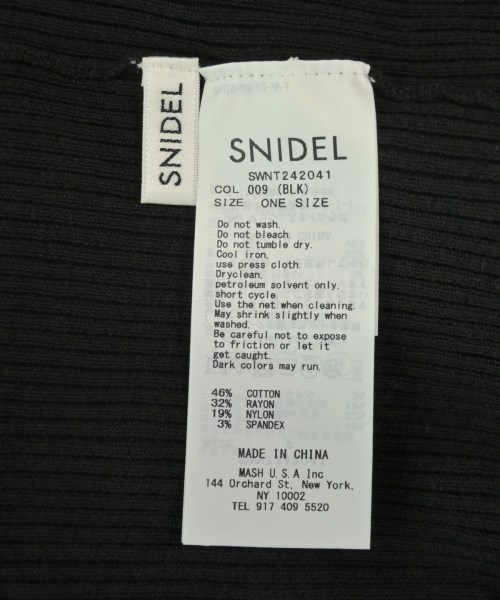 SNIDEL
SNIDEL
SWNT242041
COL 009 (BLK)
SIZE ONE SIZE
Do not wash.
Do not bleach.
Do not tumble dry.
Cool iron,
use press cloth.
Dryclean,
petroleum solvent only,
short cycle.
Use the net when cleaning.
May shrink slightly when
washed.
Be careful not to expose
to friction or let it
get caught.
Dark colors may run.
46% COTTON
32% RAYON
19% NYLON
3% SPANDEX
MADE IN CHINA
MASH U.S.A Inc
144 Orchard St, New York,
NY 10002
TEL 917 409 5520